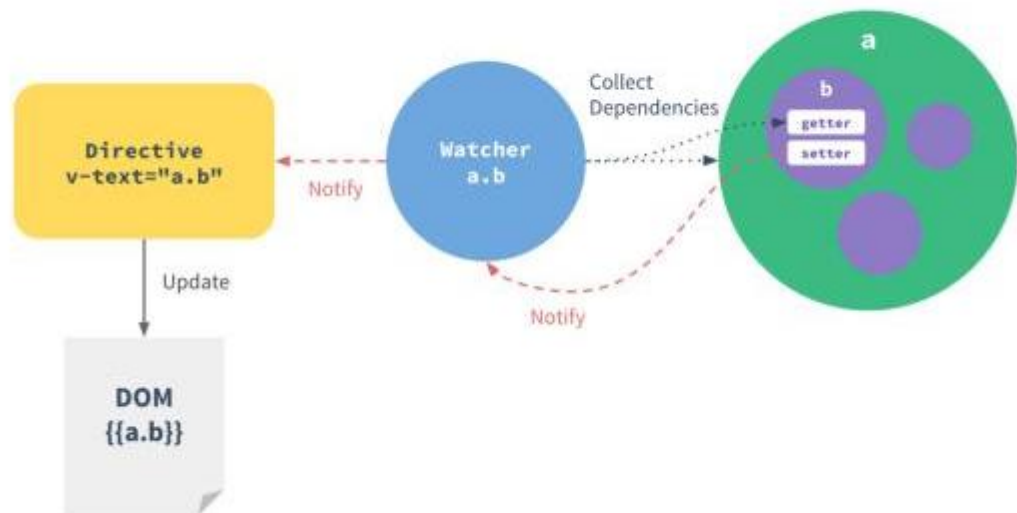 Directive
v-text="a.b"
Notify
Update
DOM
{{a.b}}
Watcher
a.b
Collect
Dependencies
Notify
a
b
getter
setter